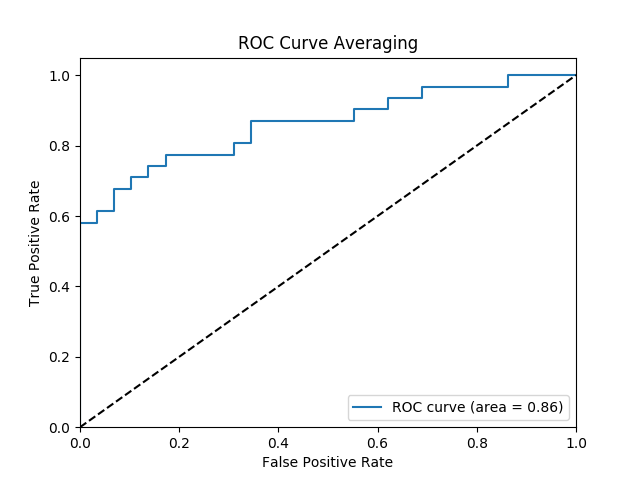 ROC Curve Averaging
1.0
0.8
0.6
0.4
0.2
0.0
True Positive Rate
ROC curve (area = 0.86)
0.0 0.2 0.4 0.6 0.8 1.0
False Positive Rate